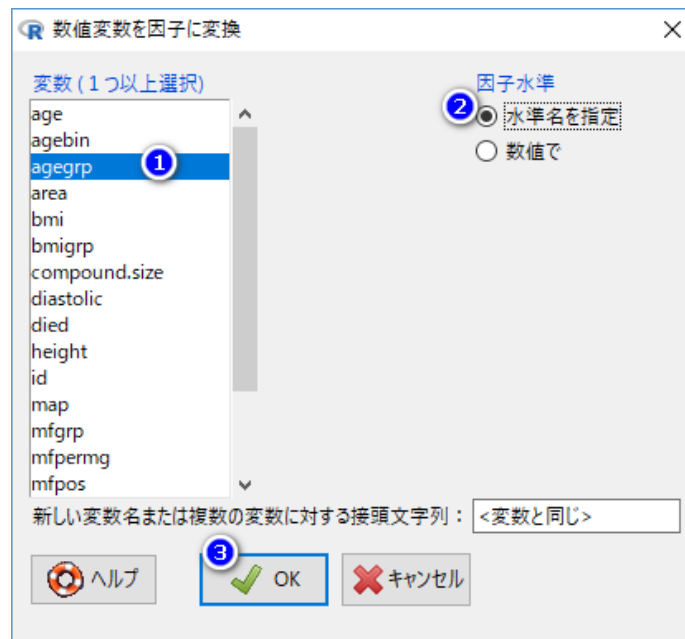 数値変数を因子に変換
変数 (1つ以上選択)
因子水準
age
agebin
agegrp
area
bmi
bmigrp
compound.size
diastolic
died
height
id
map
mfgrp
mfpermg
mfpos
1
2
水準名を指定
数値で
新しい変数名または複数の変数に対する接頭文字列:
<変数と同じ>
3
ヘルプ
OK
キャンセル